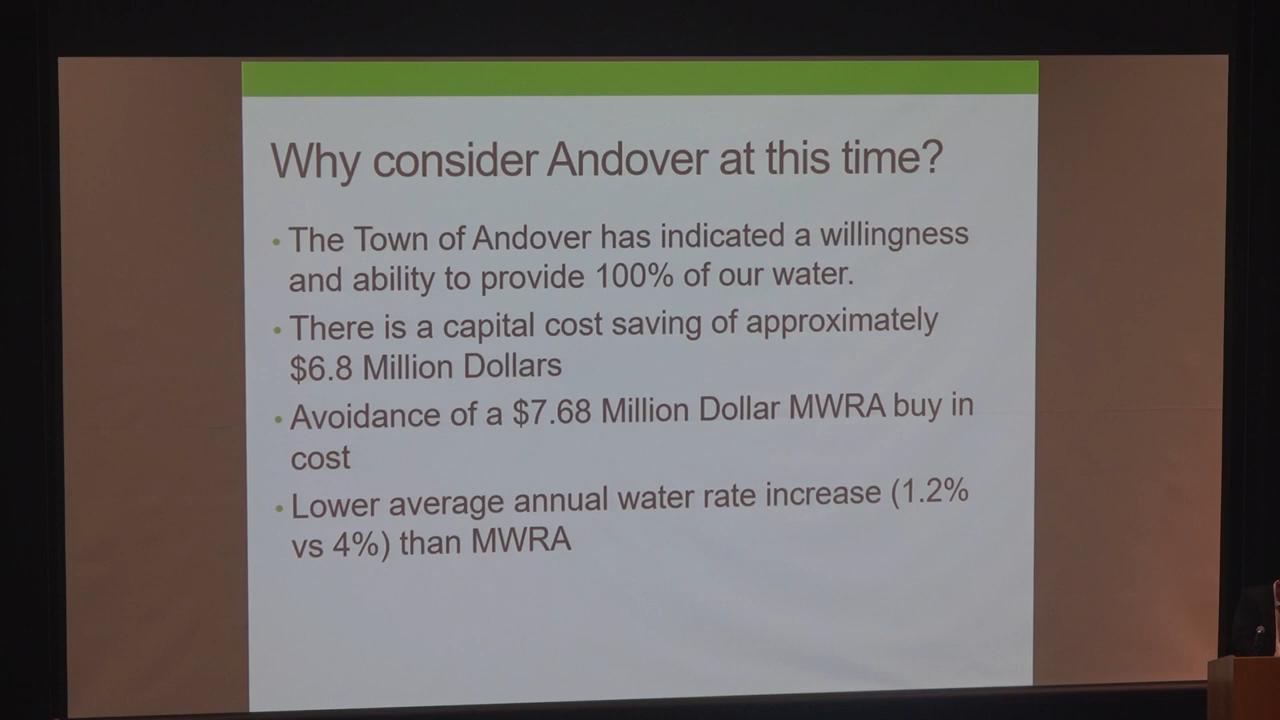 Why consider Andover at this time?
• The Town of Andover has indicated a willingness
and ability to provide 100% of our water.
• There is a capital cost saving of approximately
$6.8 Million Dollars
• Avoidance of a $7.68 Million Dollar MWRA buy in
cost
• Lower average annual water rate increase (1.2%
vs 4%) than MWRA